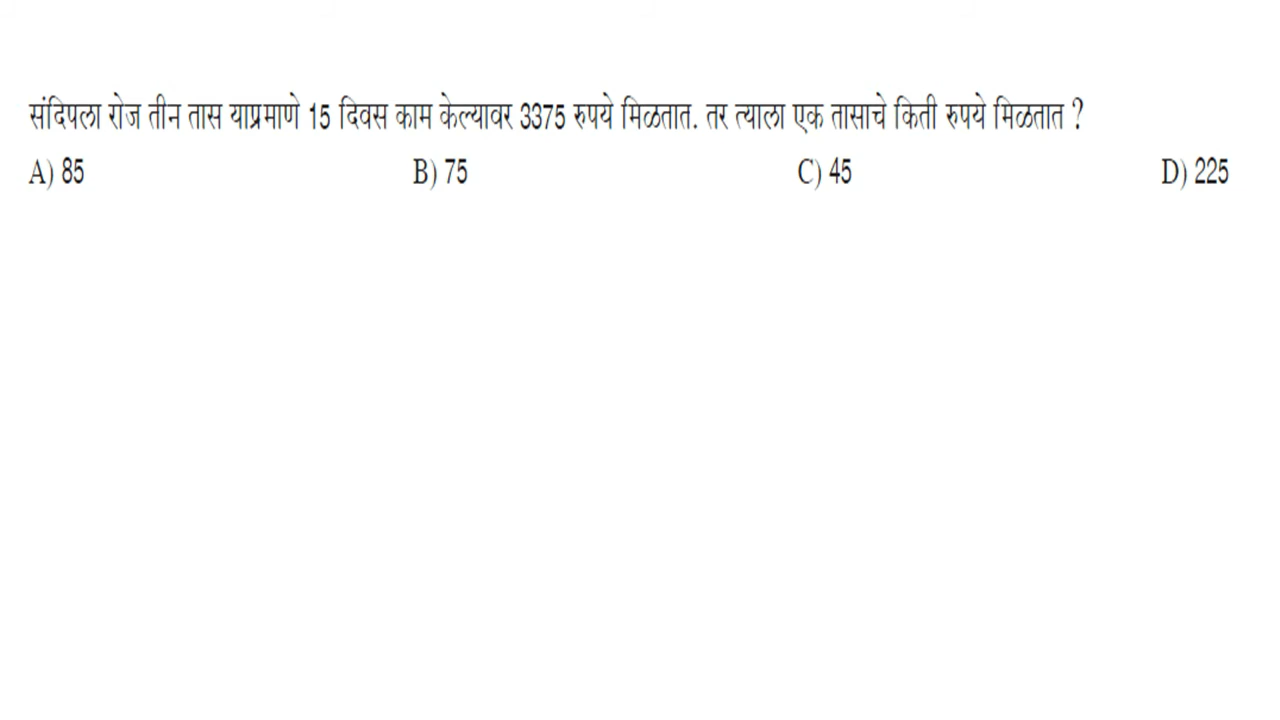 संदिपला रोज तीन तास याप्रमाणे 15 दिवस काम केल्यावर 3375 रुपये मिळतात. तर त्याला एक तासाचे किती रुपये मिळतात ?
A) 85 B) 75 C) 45 D) 225